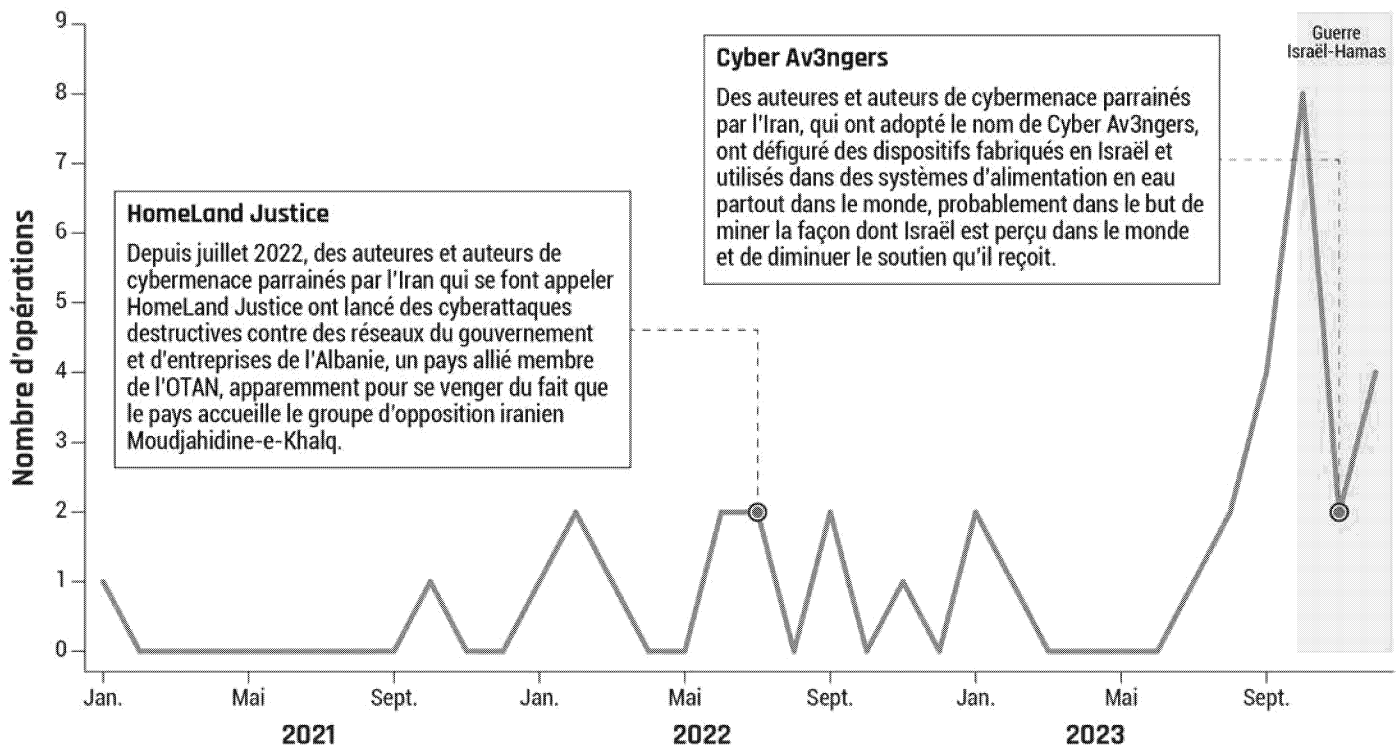 9
8
7
6
5
4
3
2
1
0
Nombre d'opérations
Guerre
Israël-Hamas
Cyber Av3ngers
Des auteures et auteurs de cybermenace parrainés
par l'Iran, qui ont adopté le nom de Cyber Av3ngers,
ont défiguré des dispositifs fabriqués en Israël et
utilisés dans des systèmes d'alimentation en eau
partout dans le monde, probablement dans le but de
miner la façon dont Israël est perçu dans le monde
et de diminuer le soutien qu'il reçoit.
HomeLand Justice
Depuis juillet 2022, des auteures et auteurs de
cybermenace parrainés par l'Iran qui se font appeler
HomeLand Justice ont lancé des cyberattaques
destructives contre des réseaux du gouvernement
et d'entreprises de l'Albanie, un pays allié membre
de l'OTAN, apparemment pour se venger du fait que
le pays accueille le groupe d'opposition iranien
Moudjahidine-e-Khalq.
Jan. Mai Sept. Jan. Mai Sept. Jan. Mai Sept.
2021 2022 2023